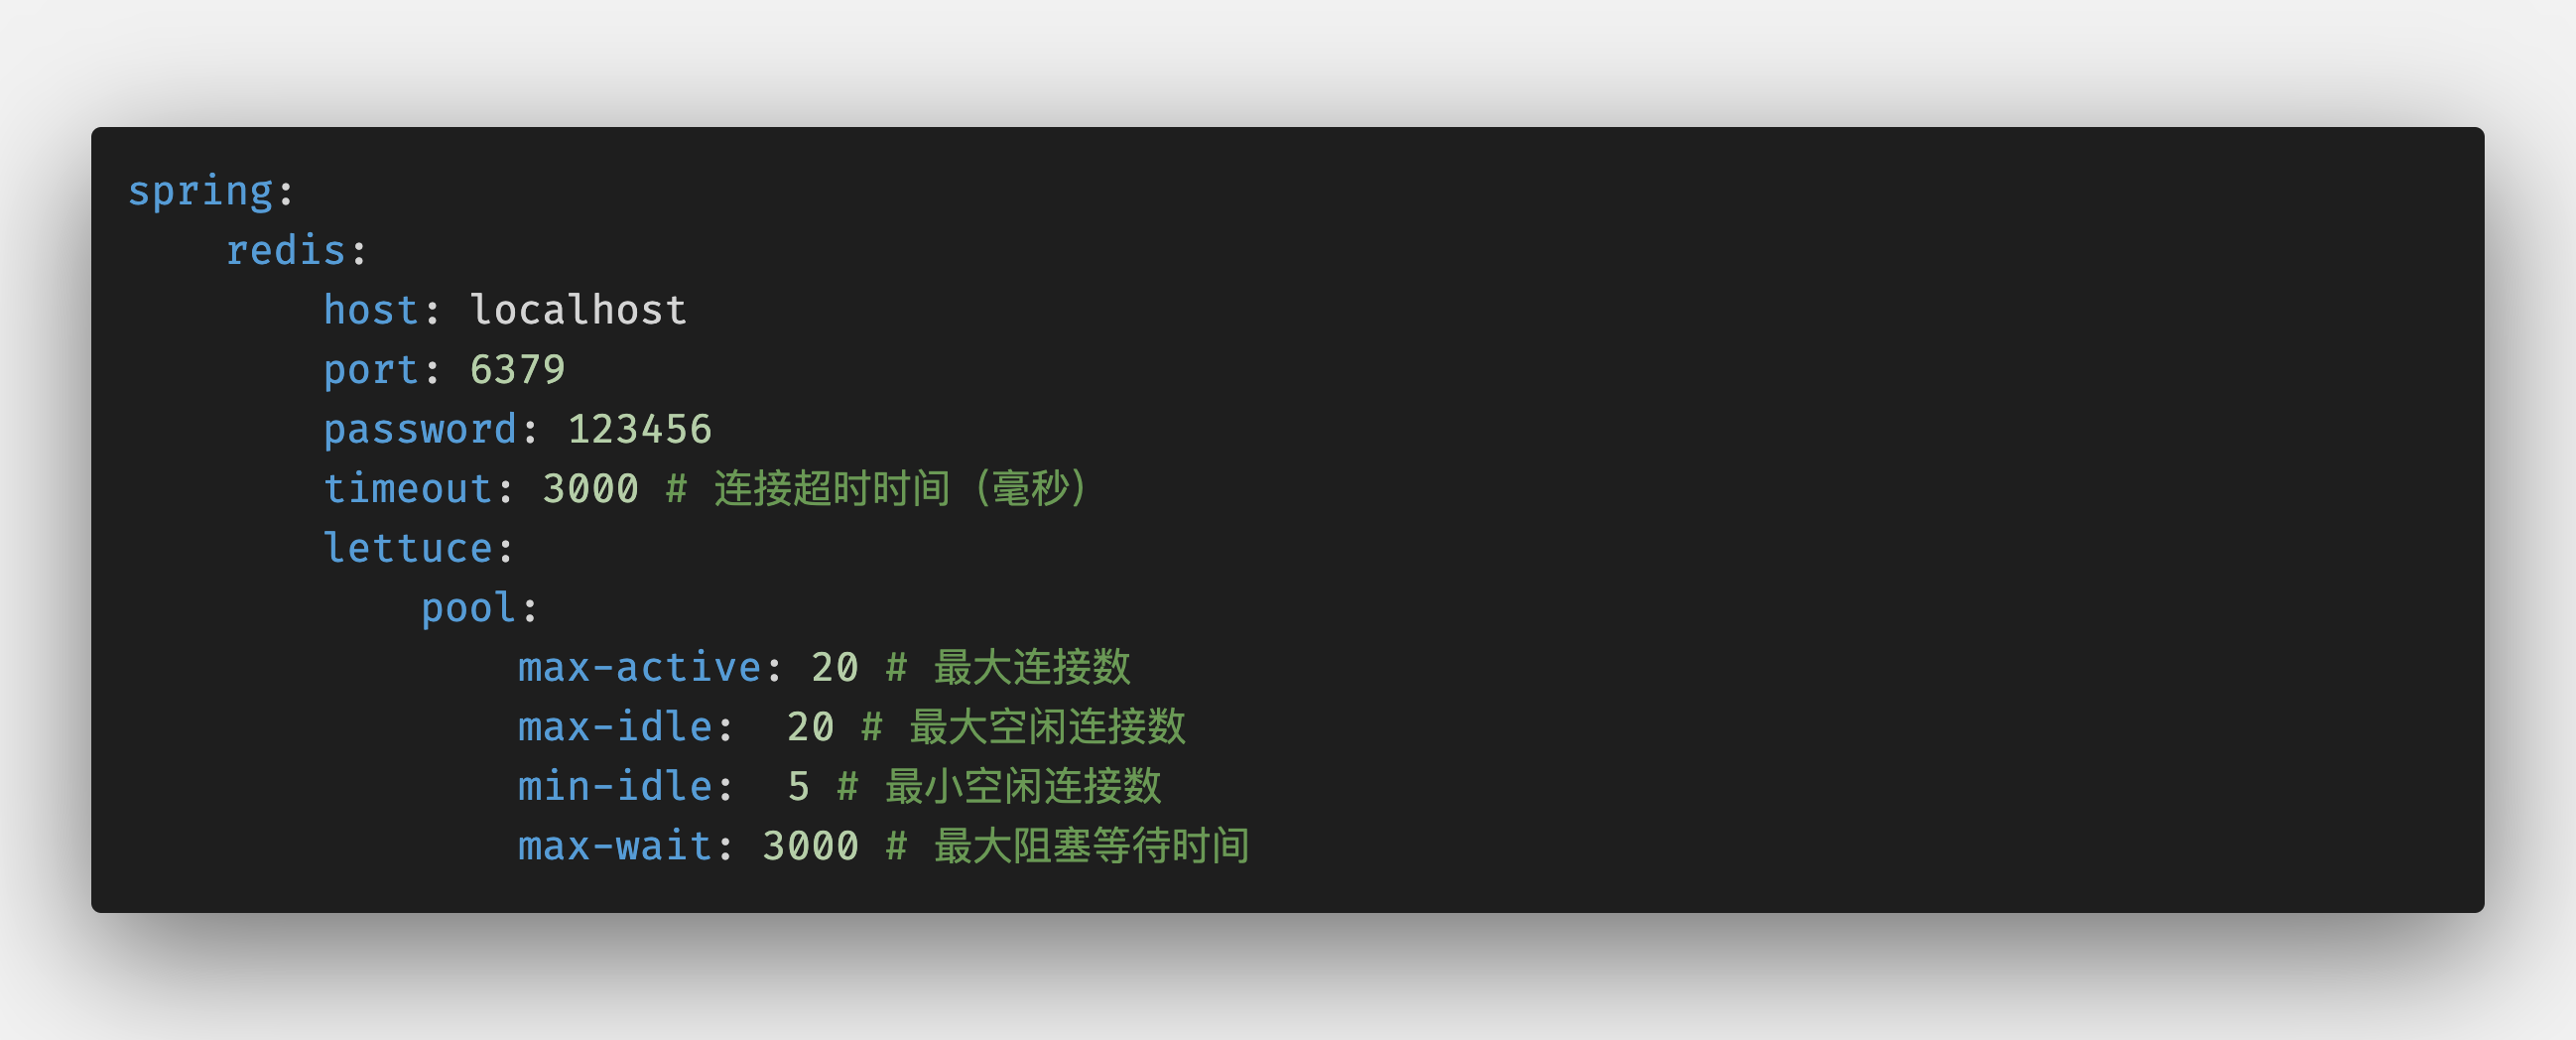 spring:
    redis:
        host: localhost
        port: 6379
        password: 123456
        timeout: 3000 # 连接超时时间（毫秒）
        lettuce:
            pool:
                max-active: 20 # 最大连接数
                max-idle:  20 # 最大空闲连接数
                min-idle:  5 # 最小空闲连接数
                max-wait: 3000 # 最大阻塞等待时间